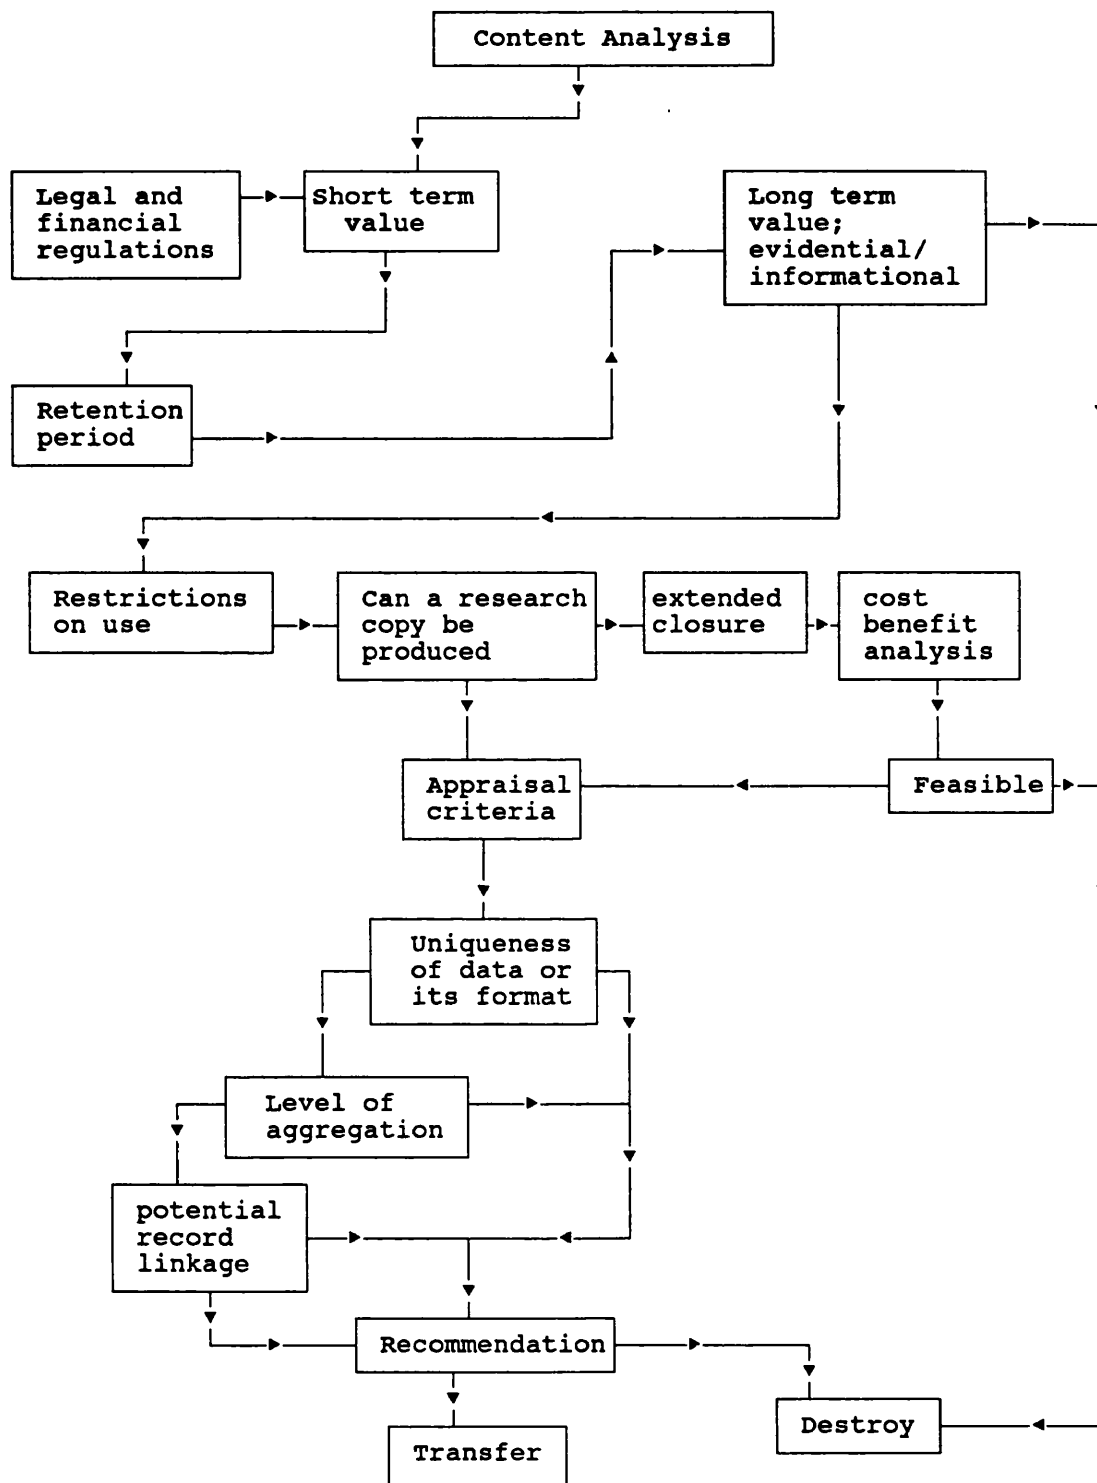 Content Analysis
Legal and
financial
regulations
Short term
value
Long term
value;
evidential/
informational
Retention
period
Restrictions
on use
Can a research
copy be
produced
extended
closure
cost
benefit
analysis
Appraisal
criteria
Feasible
Uniqueness
of data or
its format
Level of
aggregation
potential
record
linkage
Recommendation
Destroy
Transfer